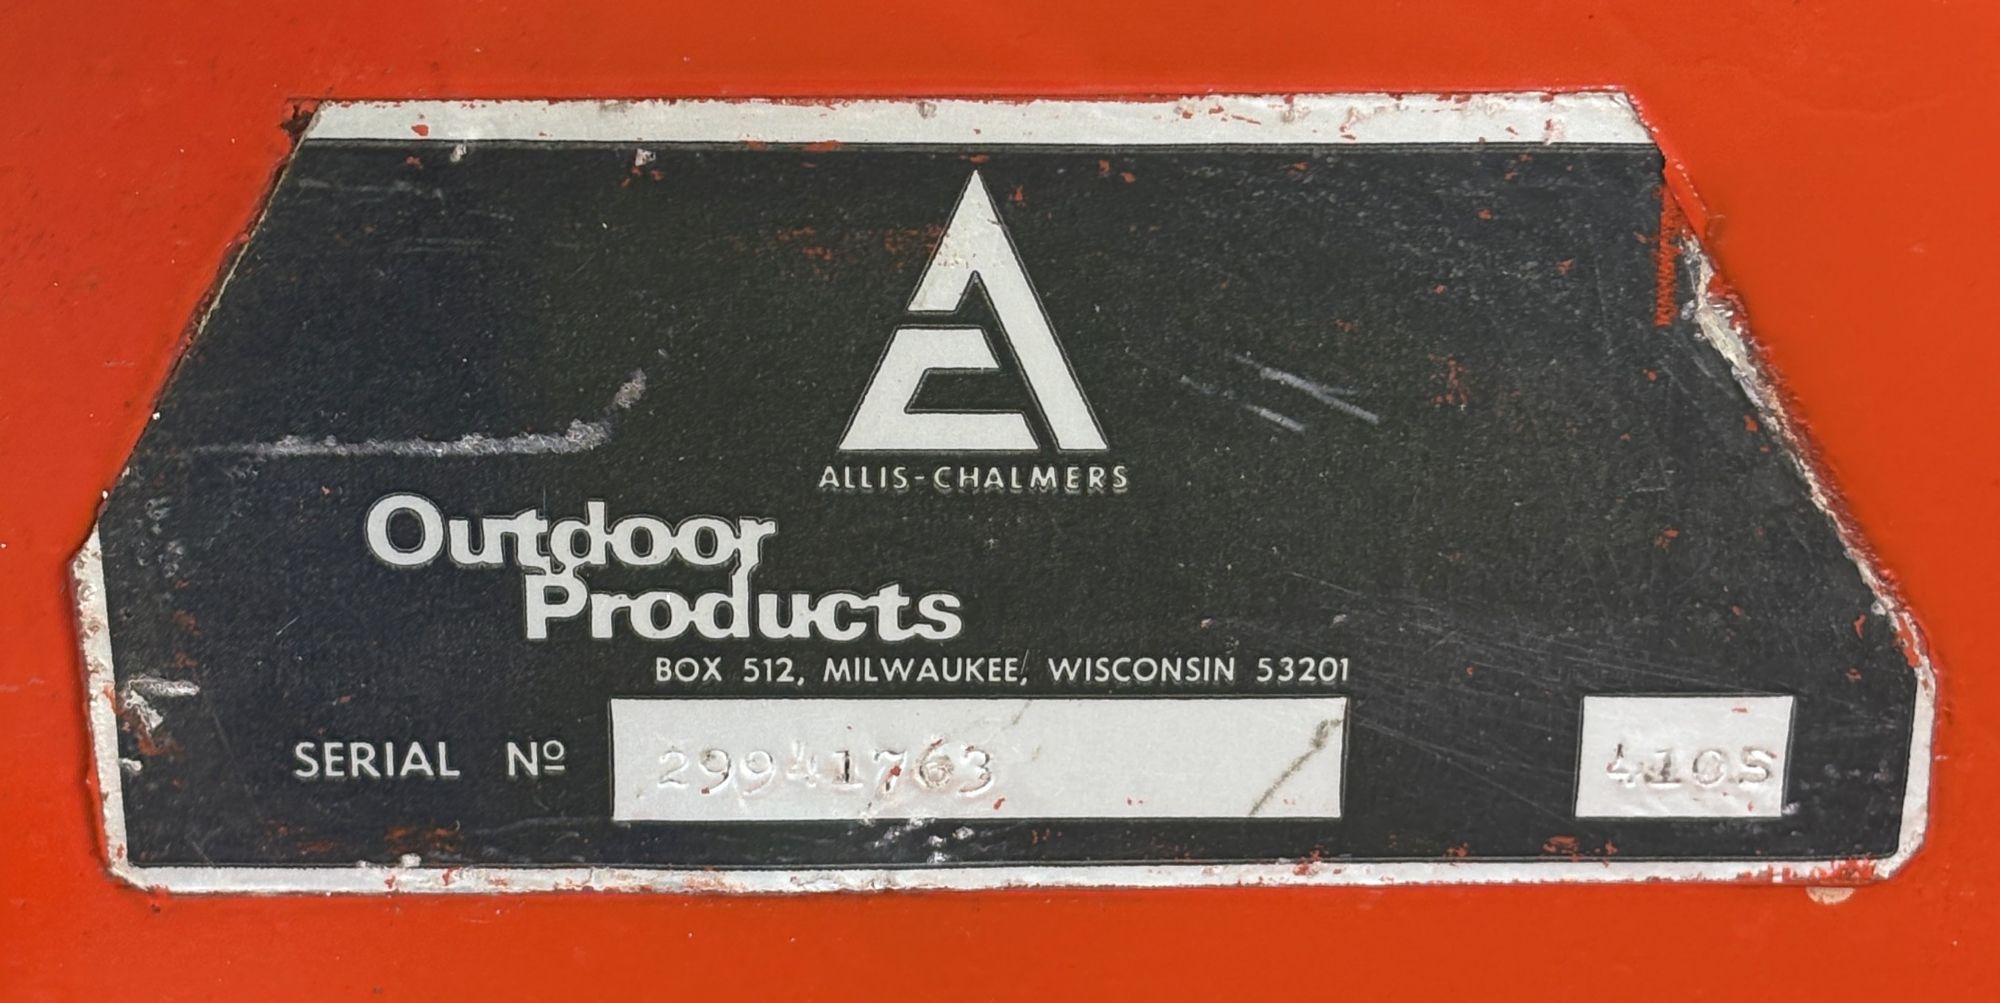 ALLIS-CHALMERS
Outdoor
Products
BOX 512, MILWAUKEE, WISCONSIN 53201
SERIAL Nº 29941763 410S